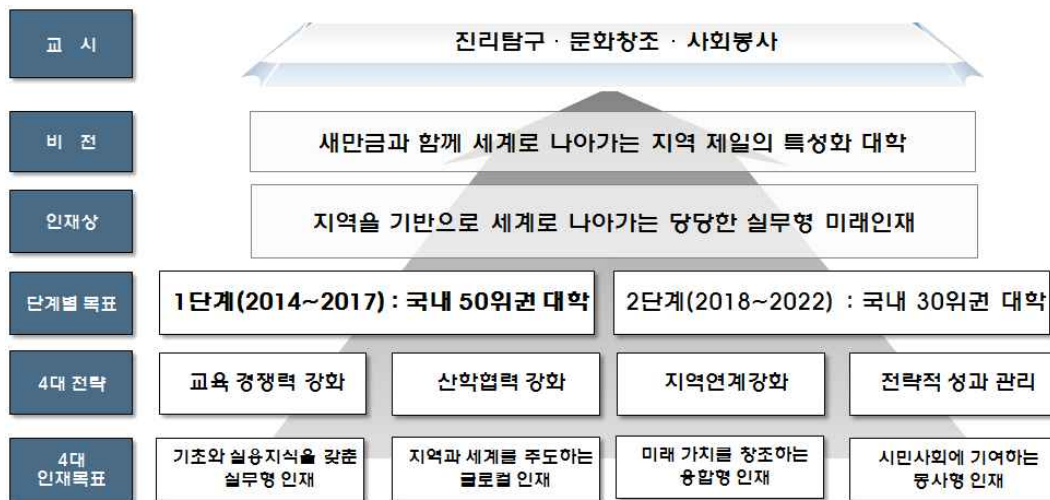 교 시
진리탐구 · 문화창조 · 사회봉사
비 전
새만금과 함께 세계로 나아가는 지역 제일의 특성화 대학
인재상
지역을 기반으로 세계로 나아가는 당당한 실무형 미래인재
단계별 목표
1단계(2014~2017) : 국내 50위권 대학
2단계(2018~2022) : 국내 30위권 대학
4대 전략
교육 경쟁력 강화
산학협력 강화
지역연계강화
전략적 성과 관리
4대
인재목표
기초와 실용지식을 갖춘
실무형 인재
지역과 세계를 주도하는
글로컬 인재
미래 가치를 창조하는
융합형 인재
시민사회에 기여하는
봉사형 인재